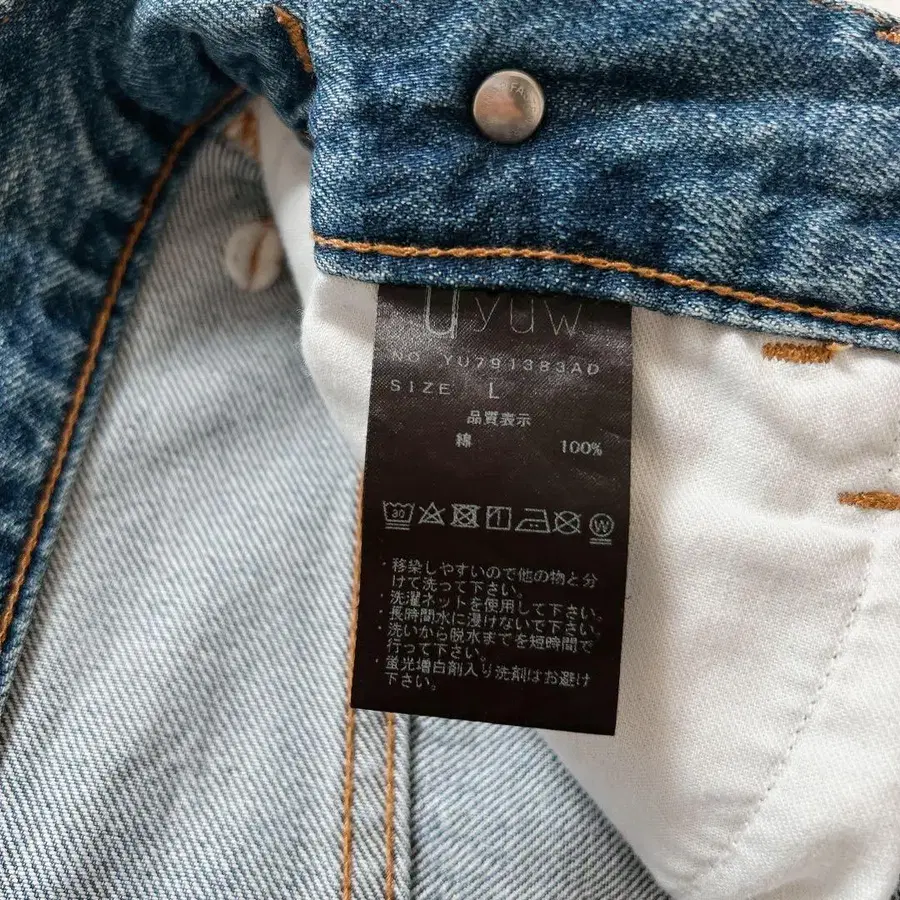 uyuw
NO YU791383AD
SIZE L
品質表示
綿 100%
30 W
・移染しやすいので他の物と分
けて洗って下さい。
・洗濯ネットを使用して下さい。
・長時間水に浸けないで下さい。
・洗いから脱水までを短時間で
行って下さい。
・蛍光増白剤入り洗剤はお避け
下さい。